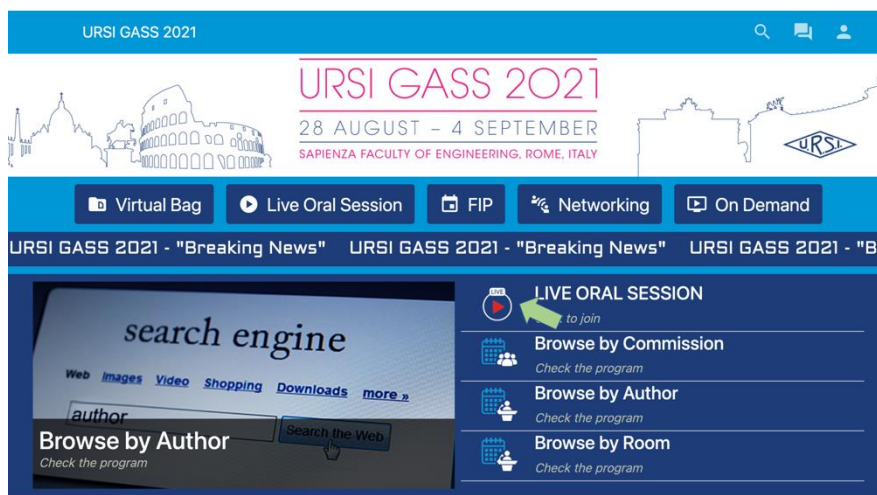 URSI GASS 2021
URSI GASS 2021
28 AUGUST – 4 SEPTEMBER
SAPIENZA FACULTY OF ENGINEERING, ROME, ITALY
U.R.S.I.
Virtual Bag
Live Oral Session
FIP
Networking
On Demand
URSI GASS 2021 - "Breaking News" URSI GASS 2021 - "Breaking News" URSI GASS 2021 - "B
search engine
Web Images Video Shopping Downloads more »
author
Search the Web
Browse by Author
Check the program
LIVE
LIVE ORAL SESSION
to join
Browse by Commission
Check the program
Browse by Author
Check the program
Browse by Room
Check the program